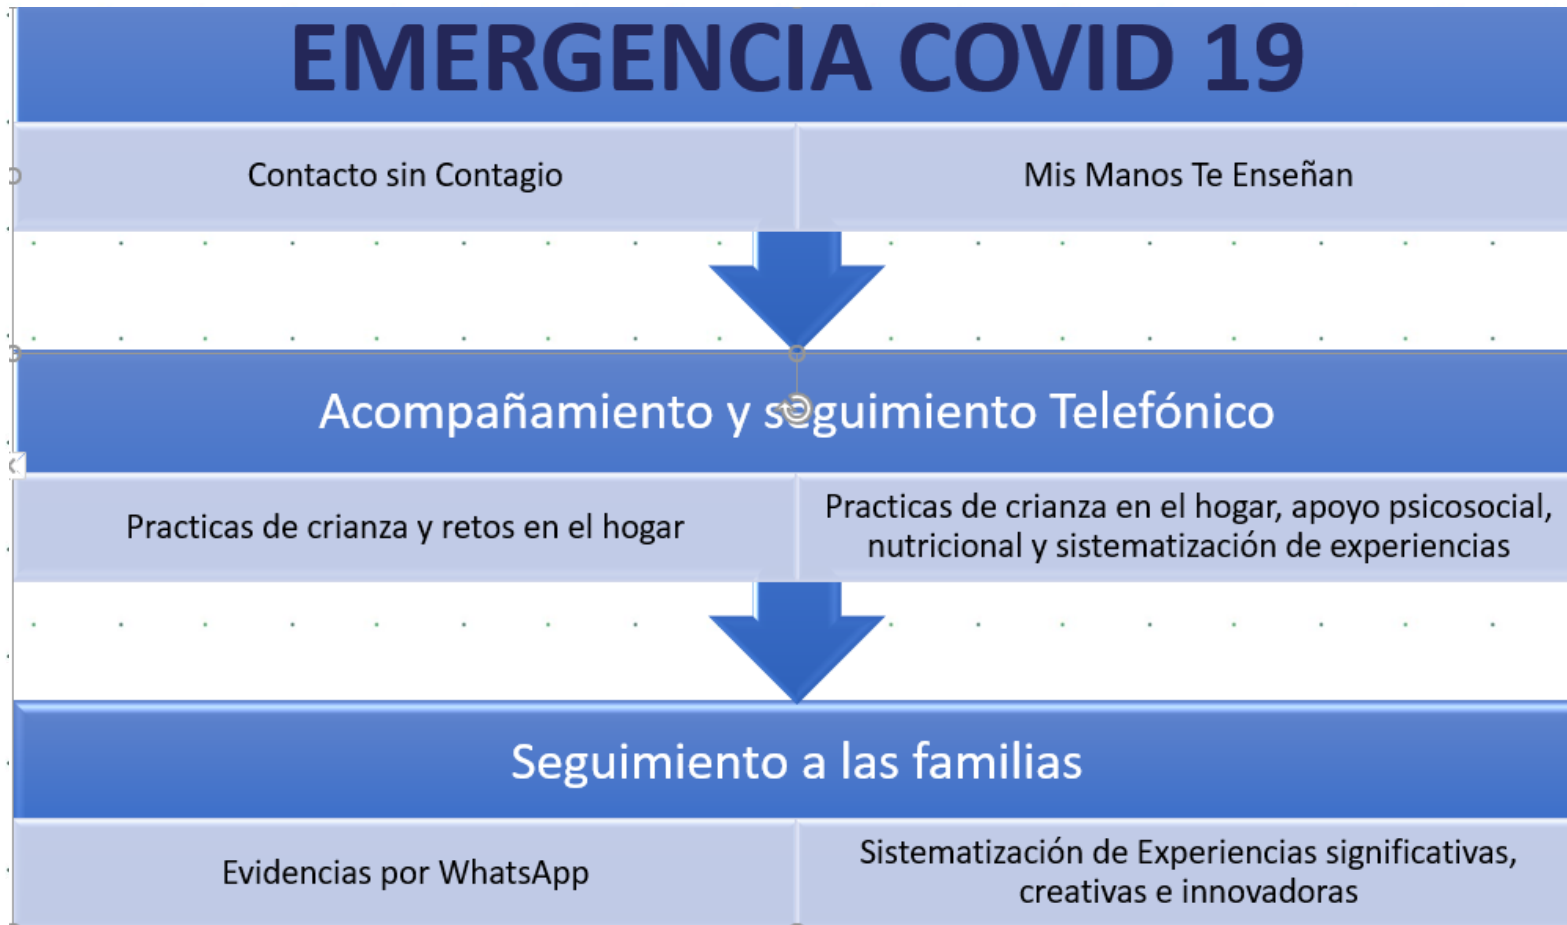 EMERGENCIA COVID 19
Contacto sin Contagio
Mis Manos Te Enseñan
Acompañamiento y seguimiento Telefónico
Practicas de crianza y retos en el hogar
Practicas de crianza en el hogar, apoyo psicosocial,
nutricional y sistematización de experiencias
Seguimiento a las familias
Evidencias por WhatsApp
Sistematización de Experiencias significativas,
creativas e innovadoras